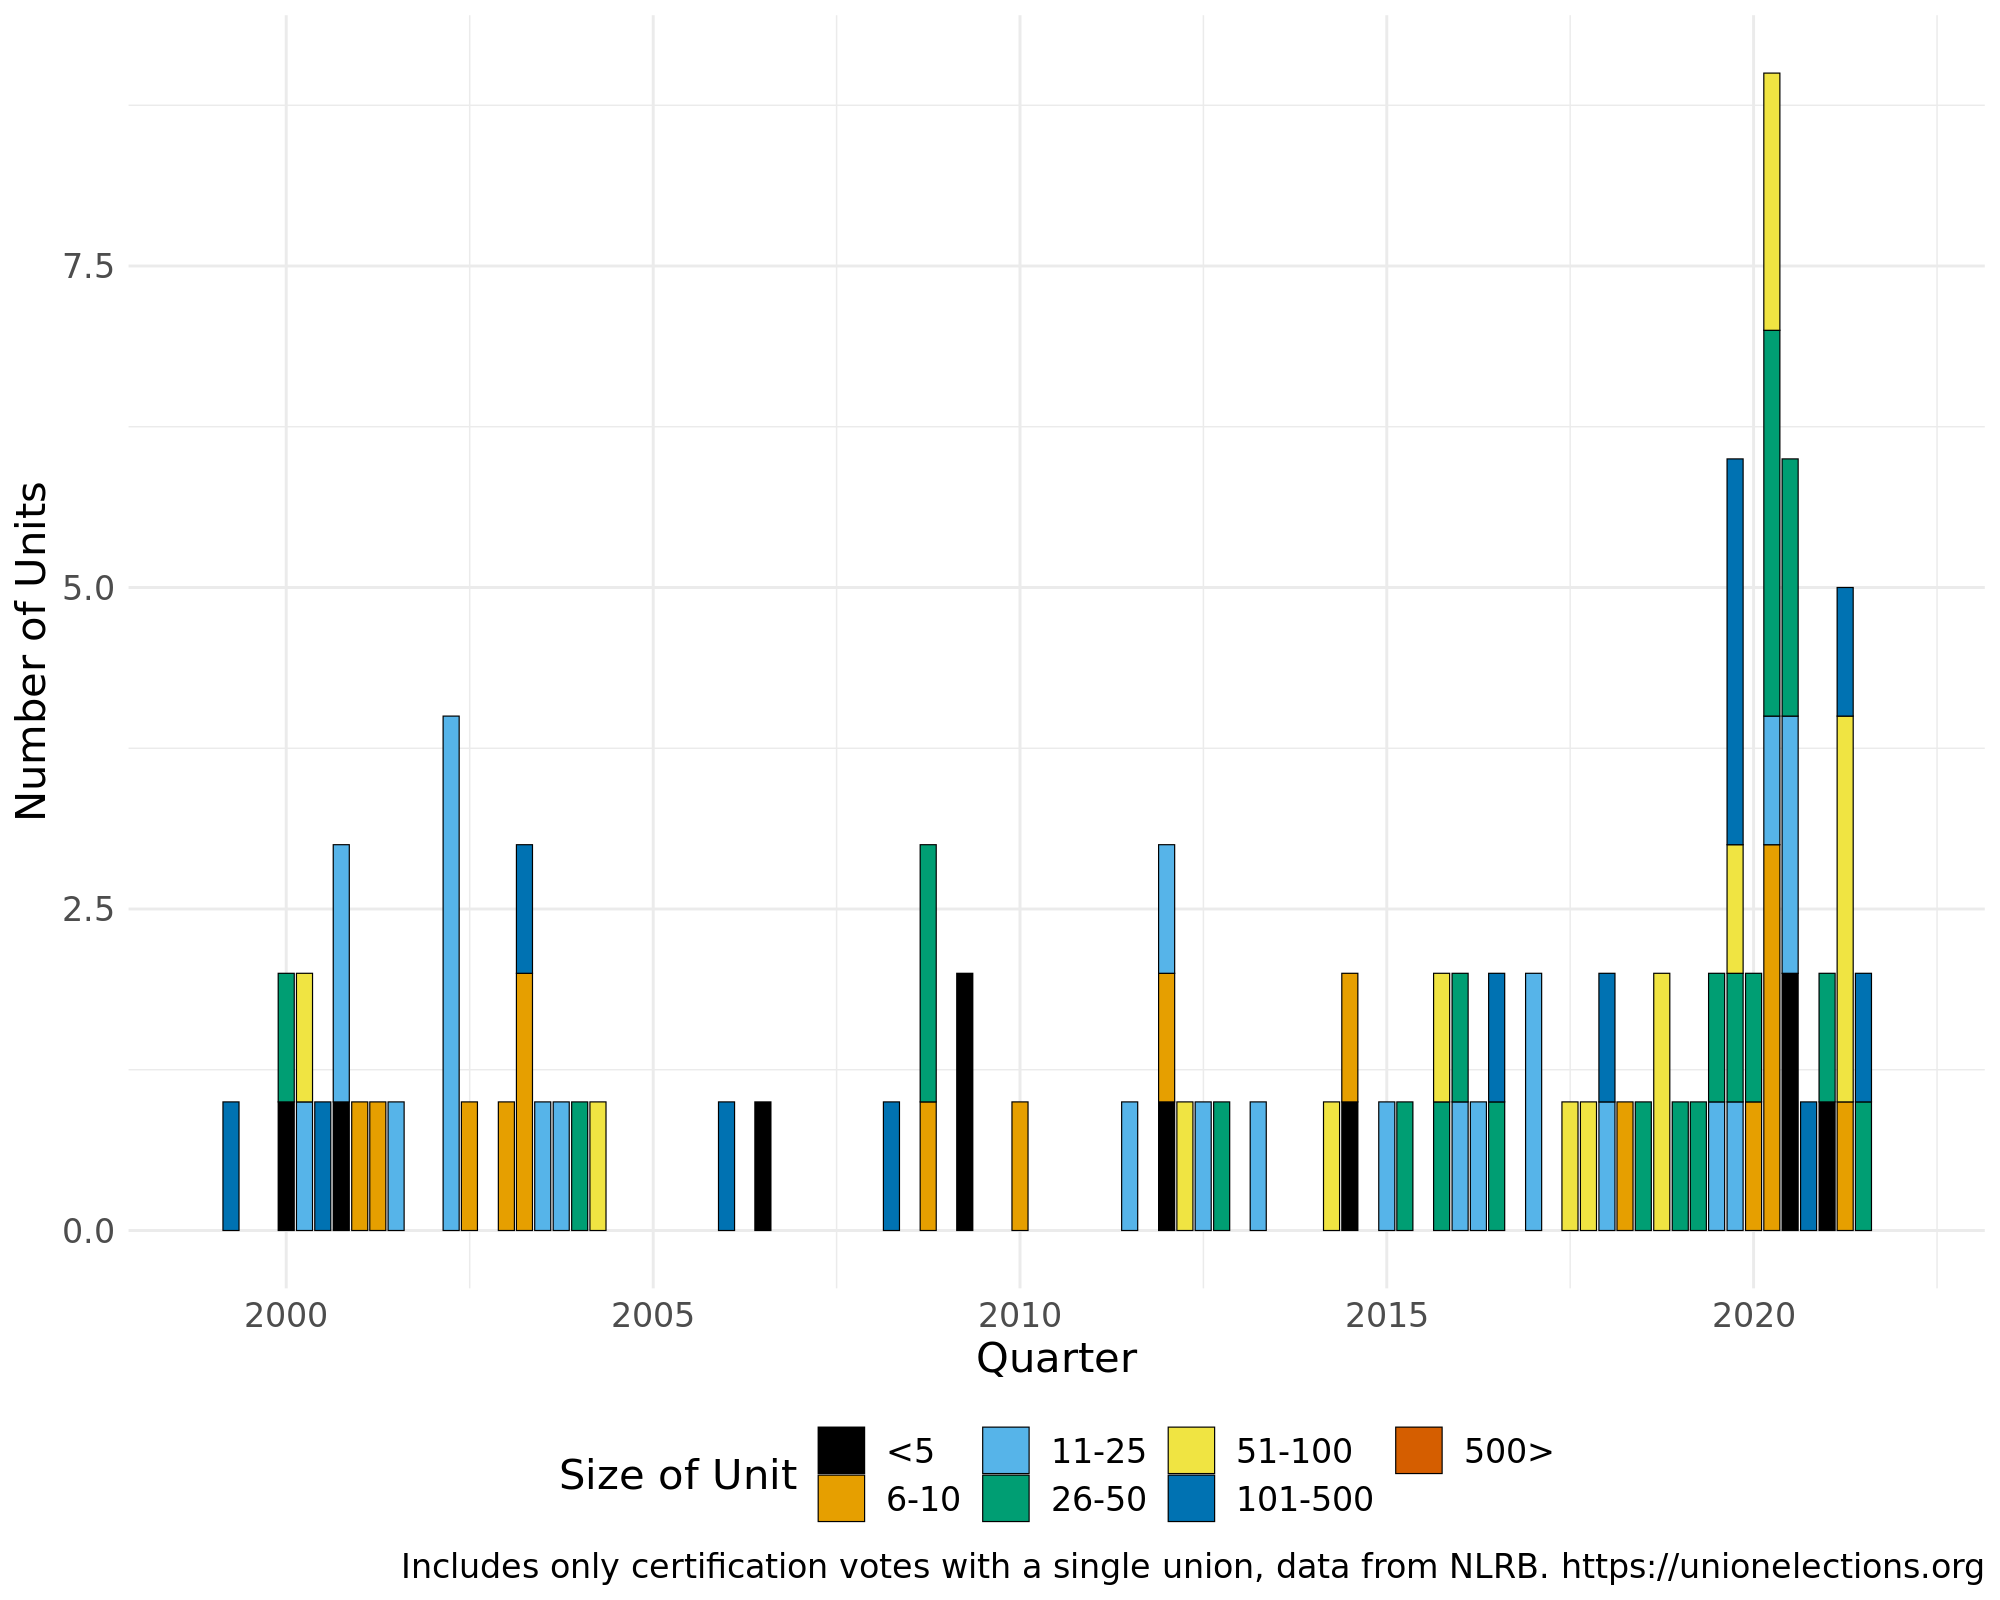 7.5
5.0
2.5
0.0
Number of Units
2000 2005 2010 2015 2020
Quarter
Size of Unit
<5 11-25 51-100 500>
6-10 26-50 101-500
Includes only certification votes with a single union, data from NLRB. https://unionelections.org